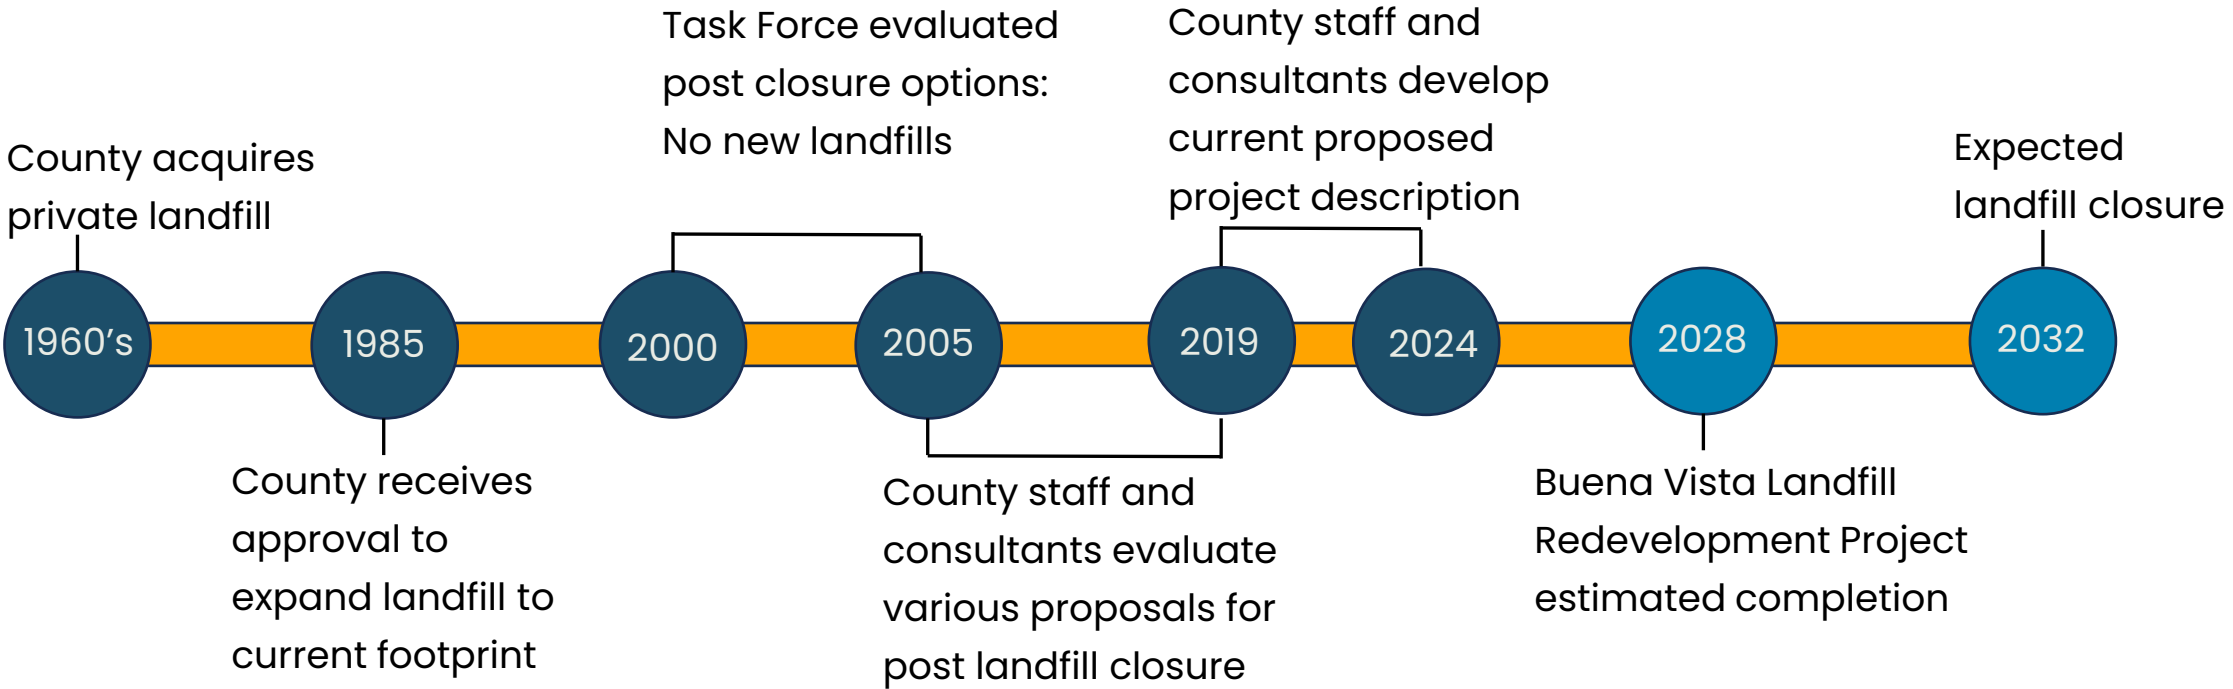 Task Force evaluated
post closure options:
No new landfills
County staff and
consultants develop
current proposed
project description
County acquires
private landfill
Expected
landfill closure
1960’s
1985
2000
2005
2019
2024
2028
2032
County receives
approval to
expand landfill to
current footprint
County staff and
consultants evaluate
various proposals for
post landfill closure
Buena Vista Landfill
Redevelopment Project
estimated completion